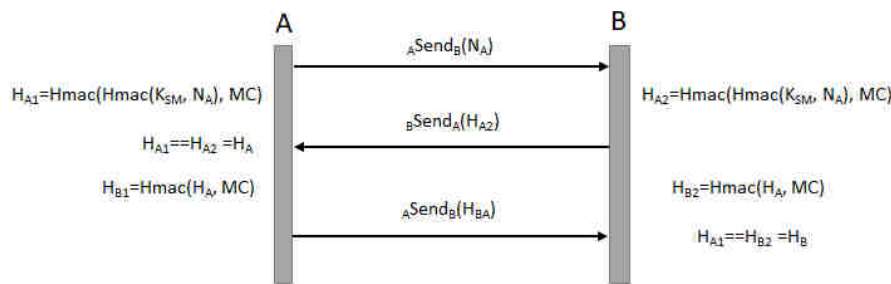 A
B
ASendB(NA)
HA1=Hmac(Hmac(KSM, NA), MC)
HA2=Hmac(Hmac(KSM, NA), MC)
BSendA(HA2)
HA1==HA2 =HA
HB1=Hmac(HA, MC)
HB2=Hmac(HA, MC)
ASendB(HBA)
HA1==HB2 =HB